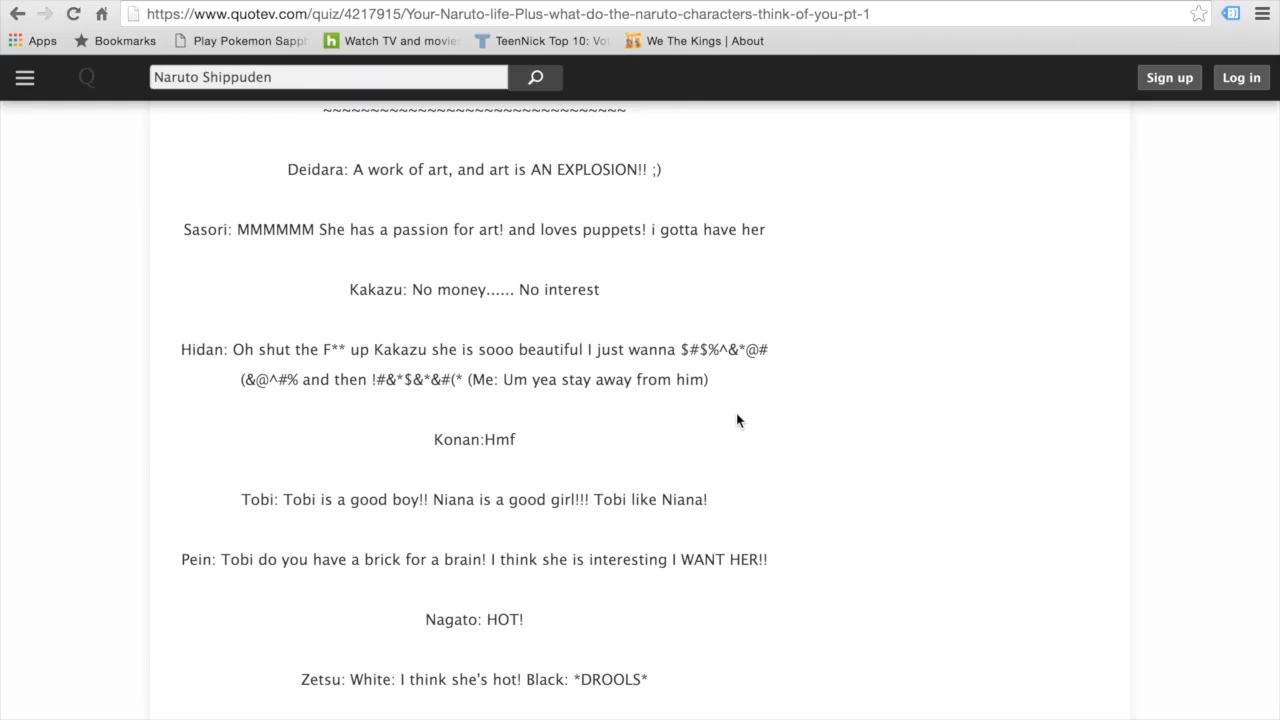 https://www.quotev.com/quiz/4217915/Your-Naruto-life-Plus-what-do-the-naruto-characters-think-of-you-pt-1
Apps Bookmarks Play Pokemon Sapp Watch TV and movie TeenNick Top 10: Vot We The Kings | About
Q Naruto Shippuden Sign up Log in
~~~~~~~~~~~~~~~~~~~~~~~~~~~~~~
Deidara: A work of art, and art is AN EXPLOSION!! ;)
Sasori: MMMMMM She has a passion for art! and loves puppets! i gotta have her
Kakazu: No money...... No interest
Hidan: Oh shut the F** up Kakazu she is sooo beautiful I just wanna $#$%^&*@#
(&@^#% and then !#&*$&*&#(* (Me: Um yea stay away from him)
Konan:Hmf
Tobi: Tobi is a good boy!! Niana is a good girl!!! Tobi like Niana!
Pein: Tobi do you have a brick for a brain! I think she is interesting I WANT HER!!
Nagato: HOT!
Zetsu: White: I think she's hot! Black: *DROOLS*